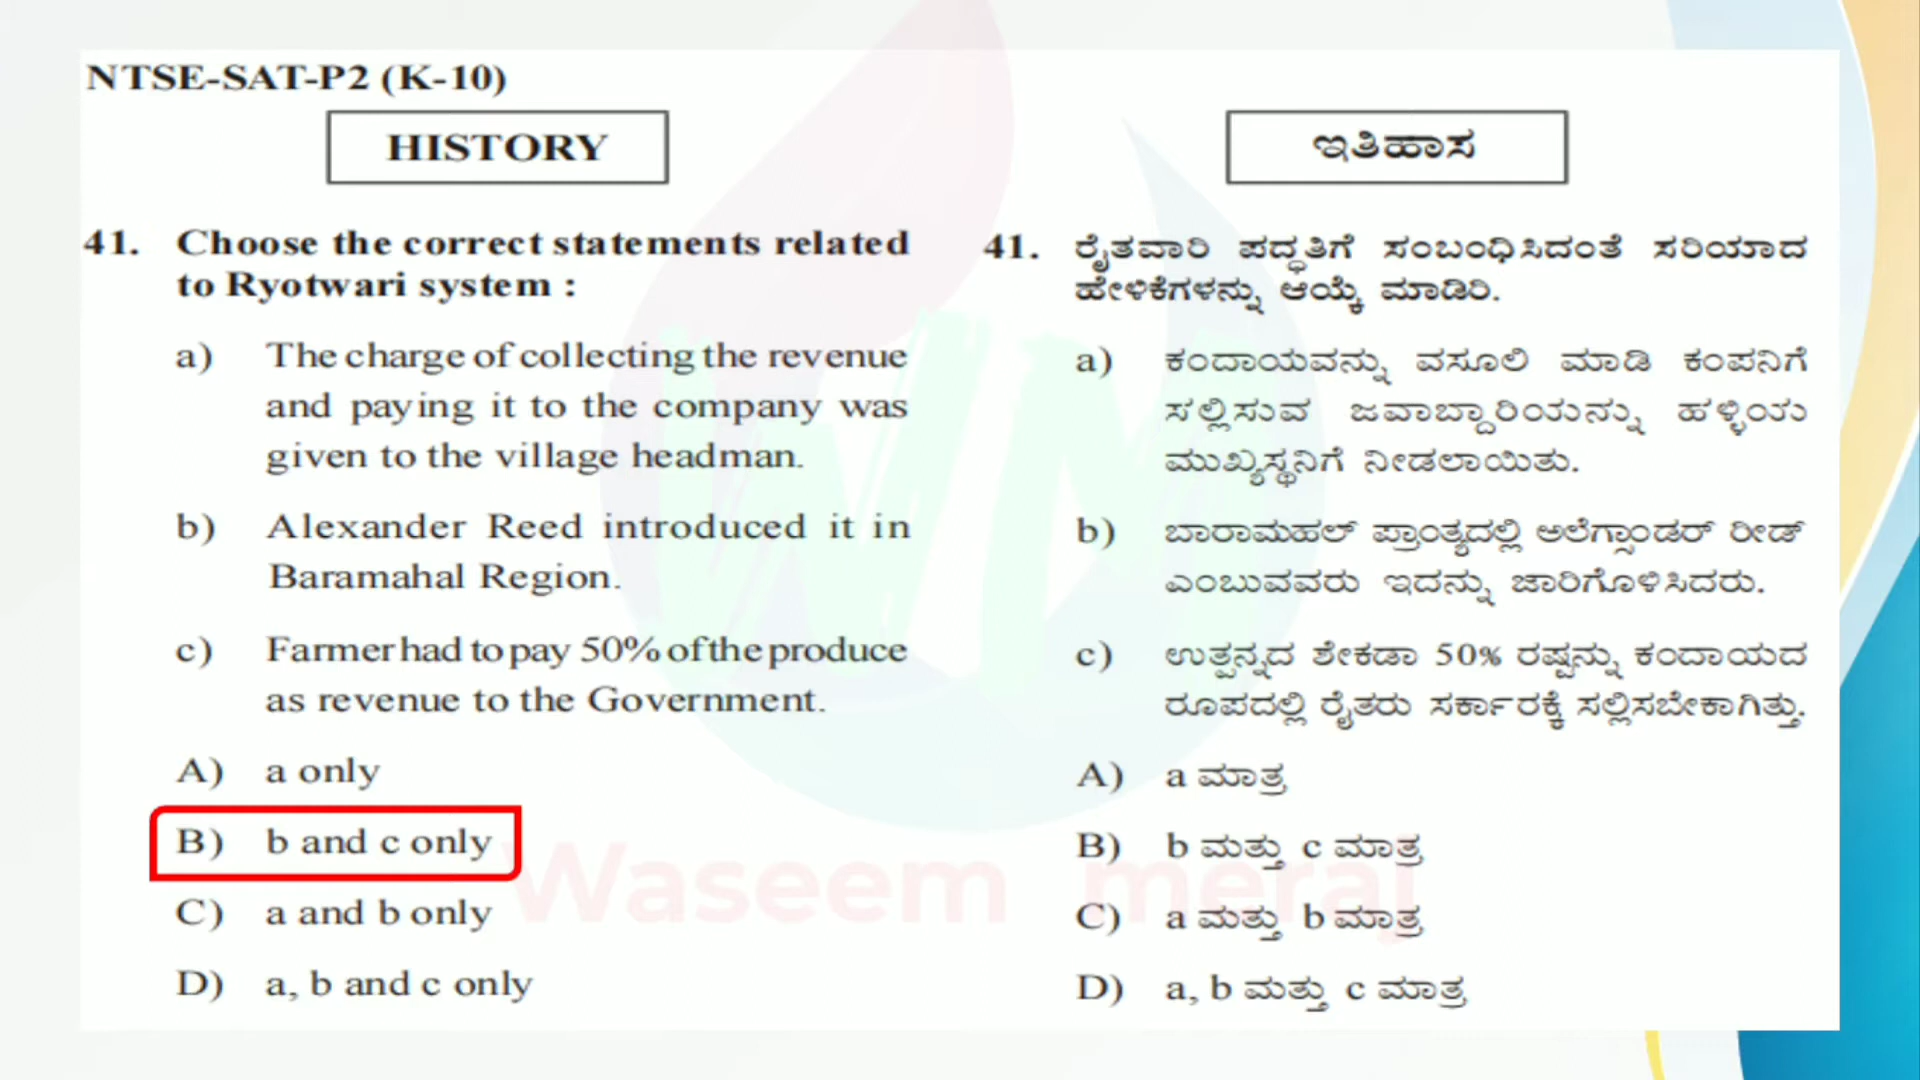 NTSE-SAT-P2 (K-10)
HISTORY
41. Choose the correct statements related
to Ryotwari system :
a) The charge of collecting the revenue
and paying it to the company was
given to the village headman.
b) Alexander Reed introduced it in
Baramahal Region.
c) Farmer had to pay 50% of the produce
as revenue to the Government.
A) a only
B) b and c only
C) a and b only
D) a, b and c only
ಇತಿಹಾಸ
41. ರೈತವಾರಿ ಪದ್ಧತಿಗೆ ಸಂಬಂಧಿಸಿದಂತೆ ಸರಿಯಾದ
ಹೇಳಿಕೆಗಳನ್ನು ಆಯ್ಕೆ ಮಾಡಿರಿ.
a) ಕಂದಾಯವನ್ನು ವಸೂಲಿ ಮಾಡಿ ಕಂಪನಿಗೆ
ಸಲ್ಲಿಸುವ ಜವಾಬ್ದಾರಿಯನ್ನು ಹಳ್ಳಿಯ
ಮುಖ್ಯಸ್ಥನಿಗೆ ನೀಡಲಾಯಿತು.
b) ಬಾರಾಮಹಲ್ ಪ್ರಾಂತ್ಯದಲ್ಲಿ ಅಲೆಗ್ಸಾಂಡರ್ ರೀಡ್
ಎಂಬುವವರು ಇದನ್ನು ಜಾರಿಗೊಳಿಸಿದರು.
c) ಉತ್ಪನ್ನದ ಶೇಕಡಾ 50% ರಷ್ಟನ್ನು ಕಂದಾಯದ
ರೂಪದಲ್ಲಿ ರೈತರು ಸರ್ಕಾರಕ್ಕೆ ಸಲ್ಲಿಸಬೇಕಾಗಿತ್ತು.
A) a ಮಾತ್ರ
B) b ಮತ್ತು c ಮಾತ್ರ
C) a ಮತ್ತು b ಮಾತ್ರ
D) a, b ಮತ್ತು c ಮಾತ್ರ
Waseem meraj